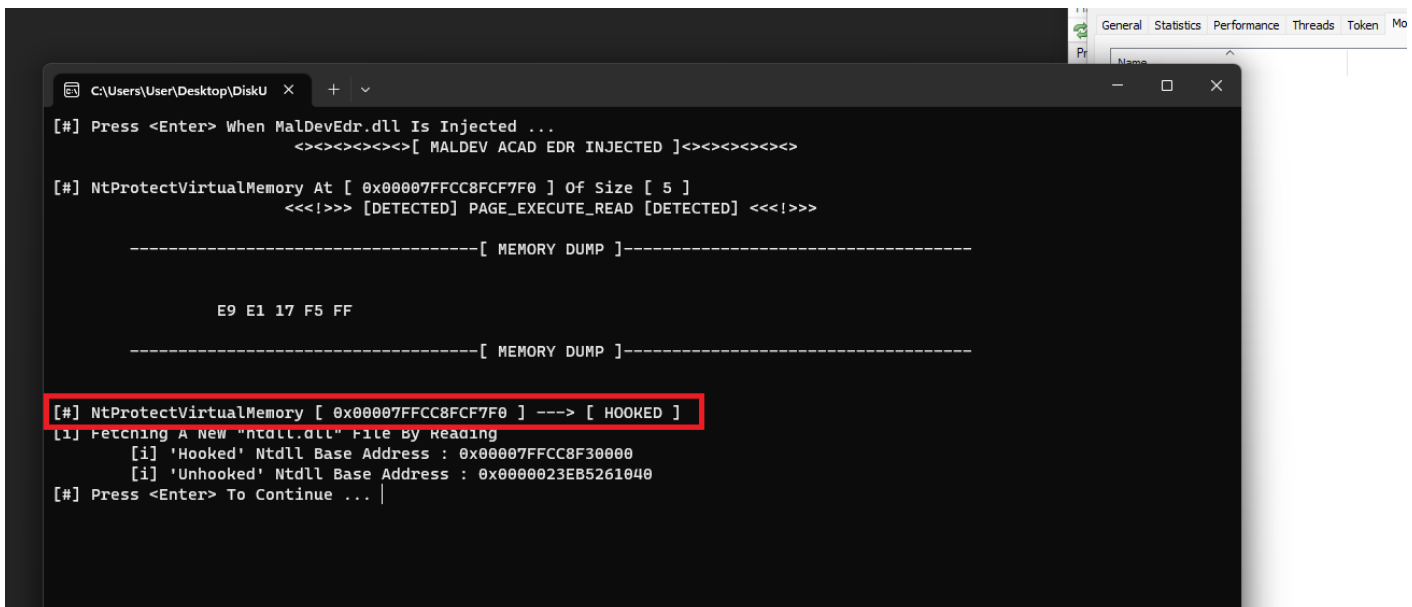 General Statistics Performance Threads Token Mo
Name
C:\Users\User\Desktop\DiskU
[#] Press <Enter> When MalDevEdr.dll Is Injected ...
<><><><><><>[ MALDEV ACAD EDR INJECTED ]<><><><><><>
[#] NtProtectVirtualMemory At [ 0x00007FFCC8FCF7F0 ] Of Size [ 5 ]
<<<!>>> [DETECTED] PAGE_EXECUTE_READ [DETECTED] <<<!>>>
------------------------------------[ MEMORY DUMP ]------------------------------------
E9 E1 17 F5 FF
------------------------------------[ MEMORY DUMP ]------------------------------------
[#] NtProtectVirtualMemory [ 0x00007FFCC8FCF7F0 ] ---> [ HOOKED ]
[i] Fetching A New "ntdll.dll" File By Reading
[i] 'Hooked' Ntdll Base Address : 0x00007FFCC8F30000
[i] 'Unhooked' Ntdll Base Address : 0x0000023EB5261040
[#] Press <Enter> To Continue ...